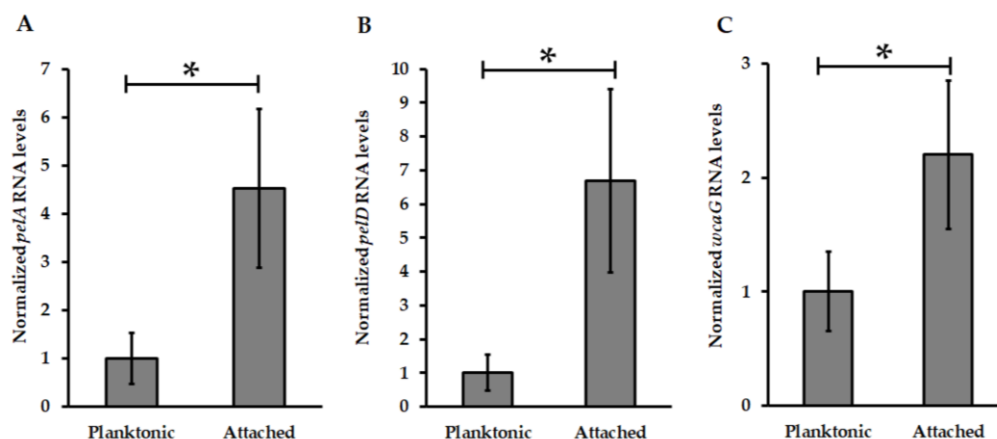 A
Normalized pelA RNA levels
7
6
5
4
3
2
1
0
*
Planktonic Attached
B
Normalized pelD RNA levels
10
9
8
7
6
5
4
3
2
1
0
*
Planktonic Attached
C
Normalized wcaG RNA levels
3
2
1
0
*
Planktonic Attached